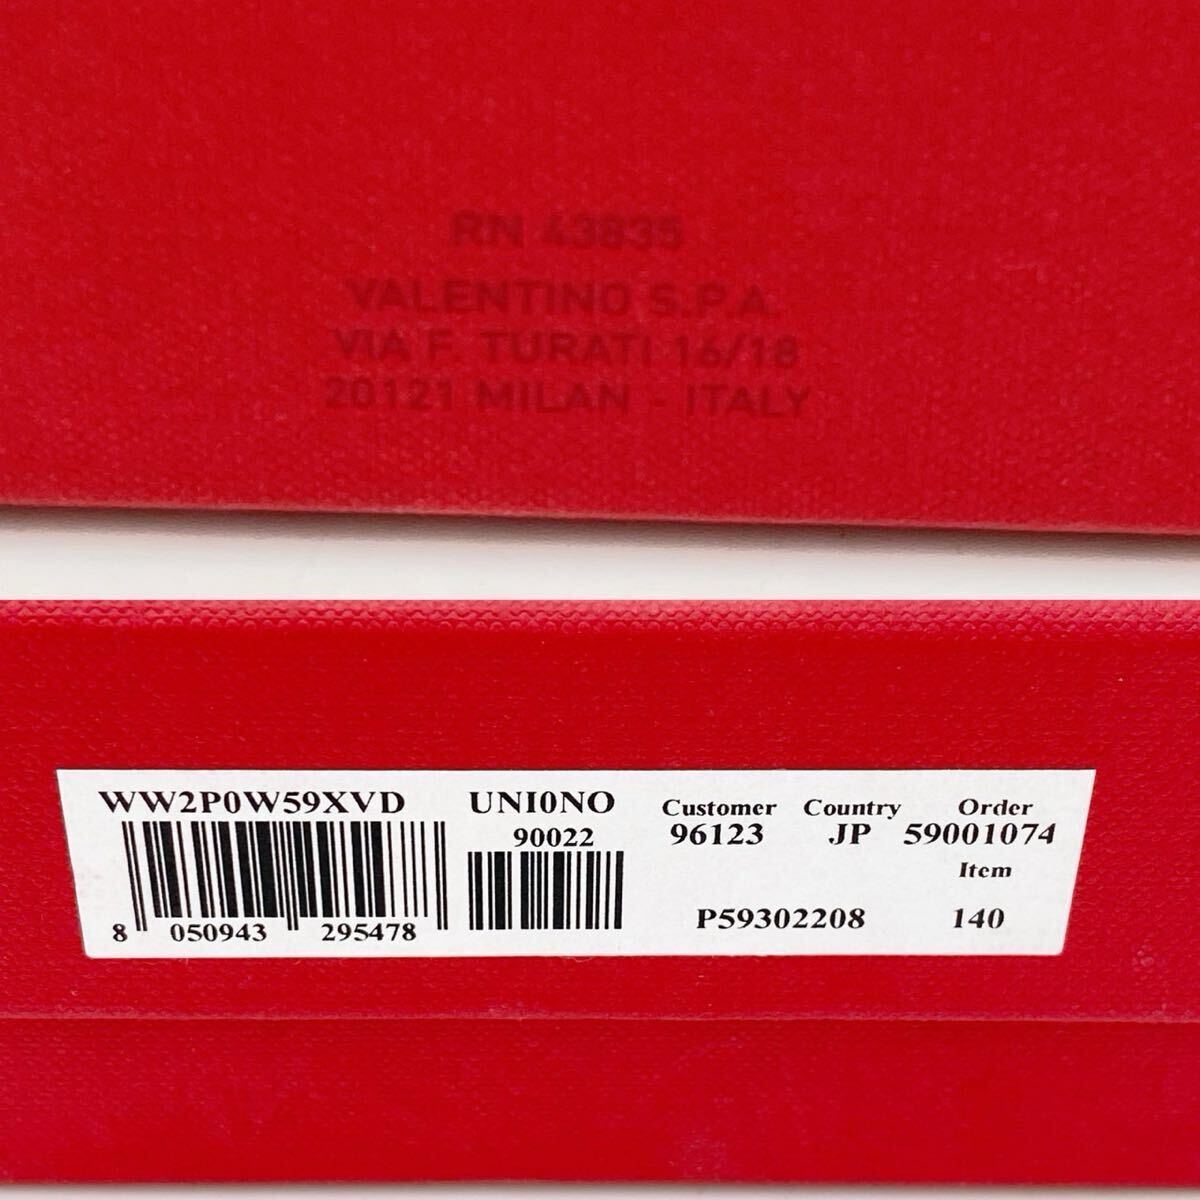 RN 43835
VALENTINO S.P.A.
VIA F. TURATI 16/18
20121 MILAN - ITALY
WW2P0W59XVD UNI0NO Customer Country Order
90022 96123 JP 59001074
Item
P59302208 140
8 050943 295478